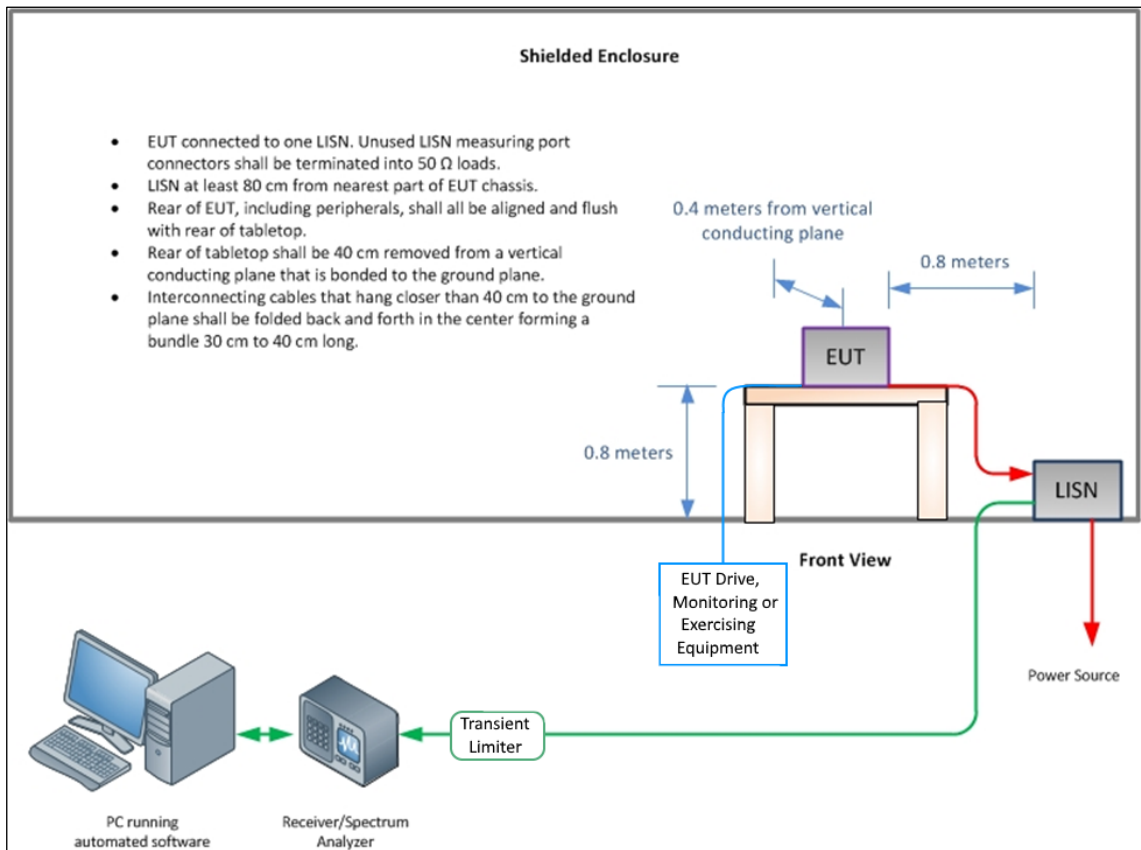 Shielded Enclosure
• EUT connected to one LISN. Unused LISN measuring port
connectors shall be terminated into 50 Ω loads.
• LISN at least 80 cm from nearest part of EUT chassis.
• Rear of EUT, including peripherals, shall all be aligned and flush
with rear of tabletop.
• Rear of tabletop shall be 40 cm removed from a vertical
conducting plane that is bonded to the ground plane.
• Interconnecting cables that hang closer than 40 cm to the ground
plane shall be folded back and forth in the center forming a
bundle 30 cm to 40 cm long.
0.4 meters from vertical
conducting plane
0.8 meters
EUT
0.8 meters
LISN
Front View
EUT Drive,
Monitoring or
Exercising
Equipment
Power Source
Transient
Limiter
PC running
automated software
Receiver/Spectrum
Analyzer